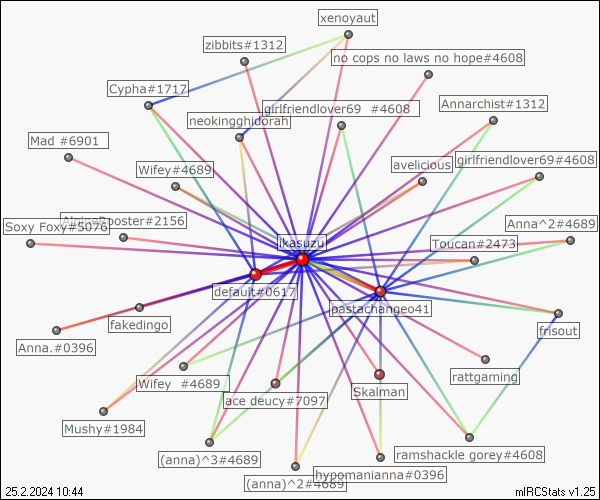 xenoyaut
zibbits#1312
no cops no laws no hope#4608
Cypha#1717
girlfriendlover69 #4608
Annarchist#1312
neokingghidorah
Mad #6901
Wifey#4689
avelicious
girlfriendlover69#4608
Soxy Foxy#5076
ooster#2156
Anna^2#4689
ikasuzu
Toucan#2473
default#0617
pastachangeo41
fakedingo
frisout
Anna.#0396
rattgaming
Wifey #4689
ace deucy#7097
Skalman
Mushy#1984
ramshackle gorey#4608
(anna)^3#4689
hypomanianna#0396
(anna)^2#4689
25.2.2024 10:44
mIRCStats v1.25